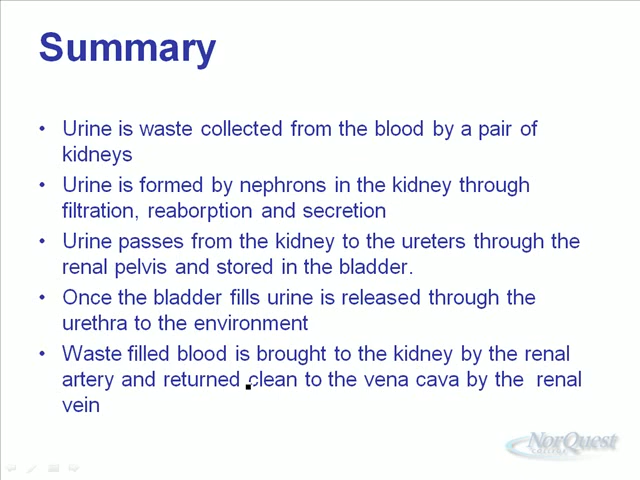 Summary
• Urine is waste collected from the blood by a pair of
kidneys
• Urine is formed by nephrons in the kidney through
filtration, reaborption and secretion
• Urine passes from the kidney to the ureters through the
renal pelvis and stored in the bladder.
• Once the bladder fills urine is released through the
urethra to the environment
• Waste filled blood is brought to the kidney by the renal
artery and returned clean to the vena cava by the renal
vein
NorQuest